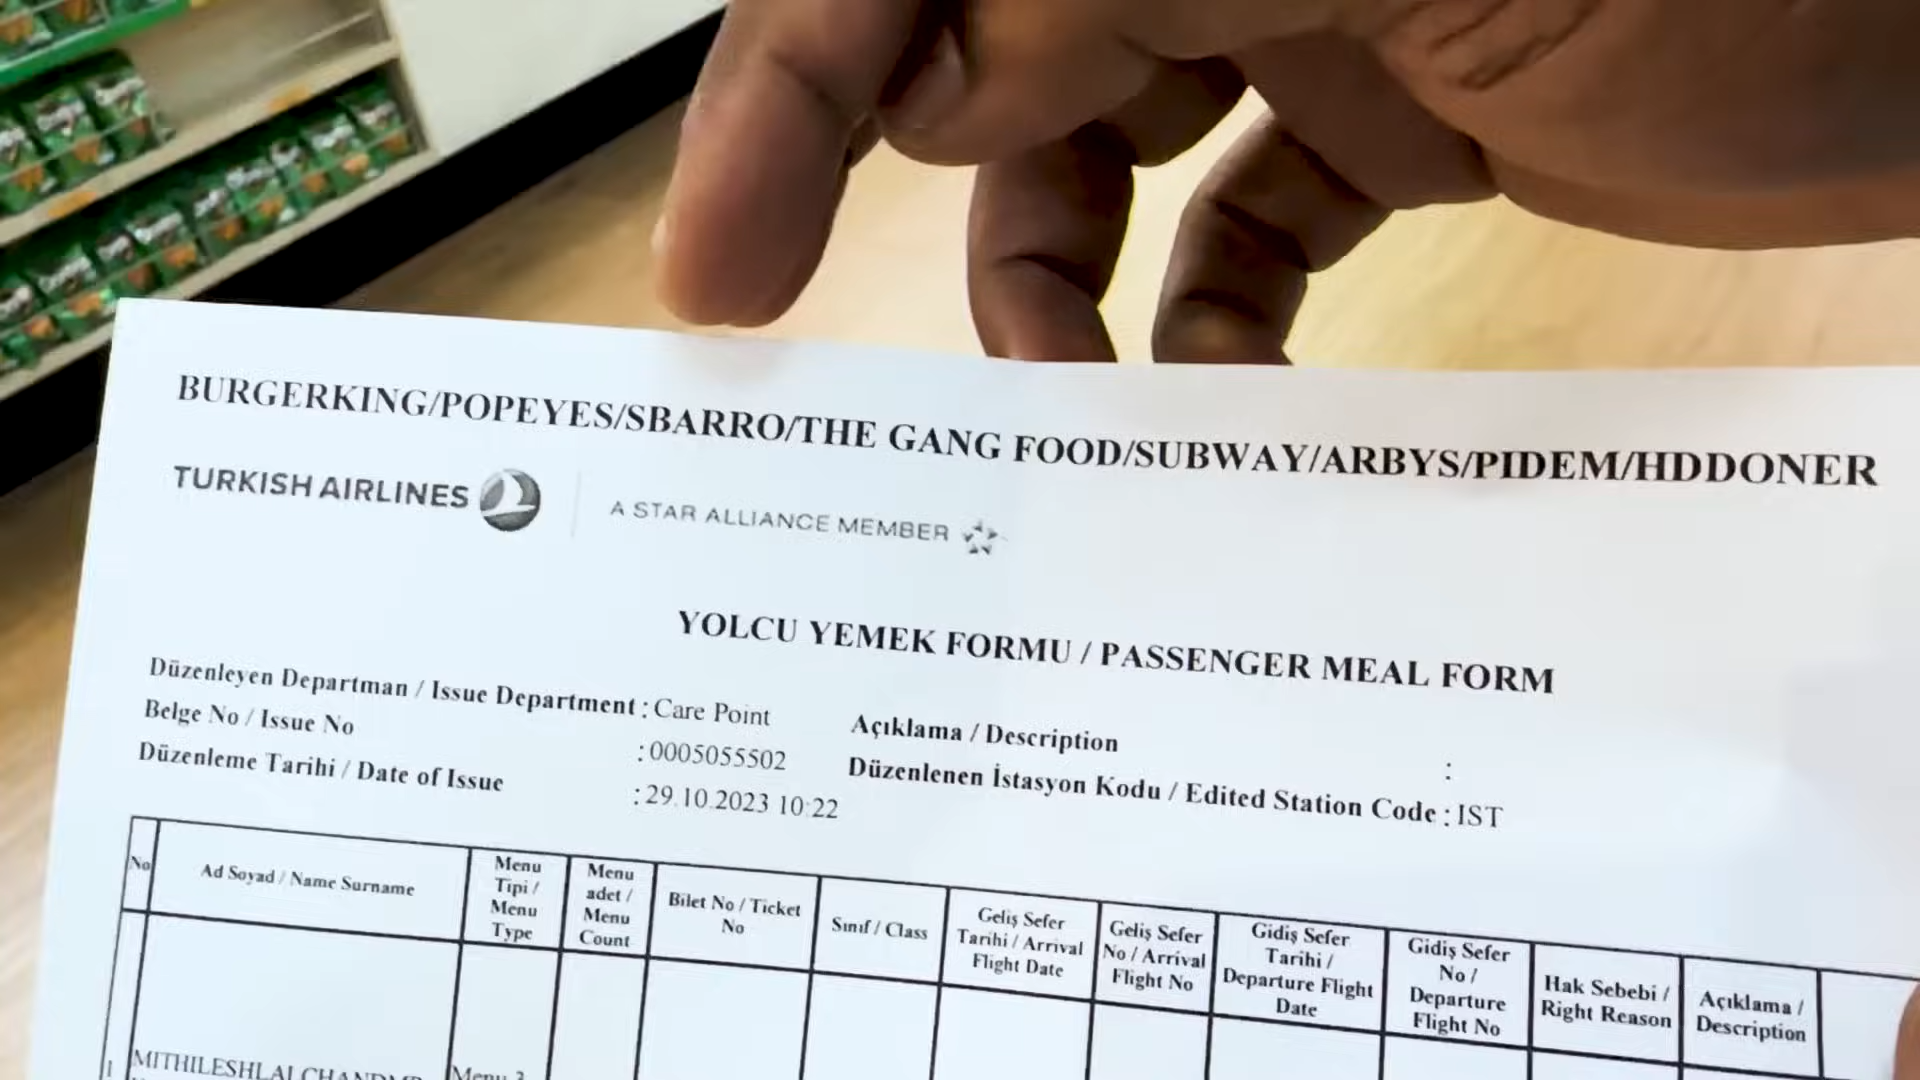 BURGERKING/POPEYES/SBARRO/THE GANG FOOD/SUBWAY/ARBYS/PIDEM/HDDONER
TURKISH AIRLINES
A STAR ALLIANCE MEMBER
YOLCU YEMEK FORMU / PASSENGER MEAL FORM
Düzenleyen Departman / Issue Department : Care Point
Belge No / Issue No : 0005055502
Düzenleme Tarihi / Date of Issue : 29.10.2023 10:22
Açıklama / Description :
Düzenlenen İstasyon Kodu / Edited Station Code : IST
No
Ad Soyad / Name Surname
Menu
Tipi /
Menu
Type
Menu
adet /
Menu
Count
Bilet No / Ticket
No
Sınıf / Class
Geliş Sefer
Tarihi / Arrival
Flight Date
Geliş Sefer
No / Arrival
Flight No
Gidiş Sefer
Tarihi /
Departure Flight
Date
Gidiş Sefer
No /
Departure
Flight No
Hak Sebebi /
Right Reason
Açıklama /
Description
1
Menu